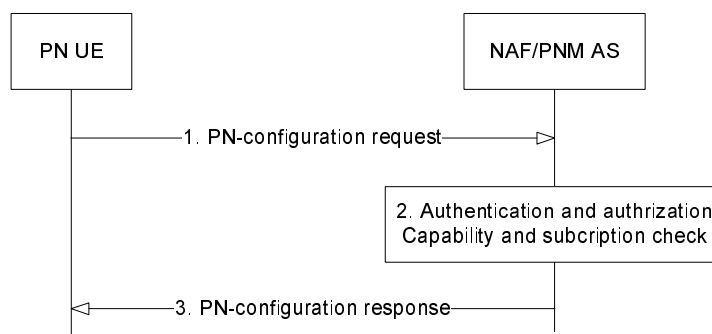 PN UE
NAF/PNM AS
1. PN-configuration request
2. Authentication and authrization
Capability and subcription check
3. PN-configuration response